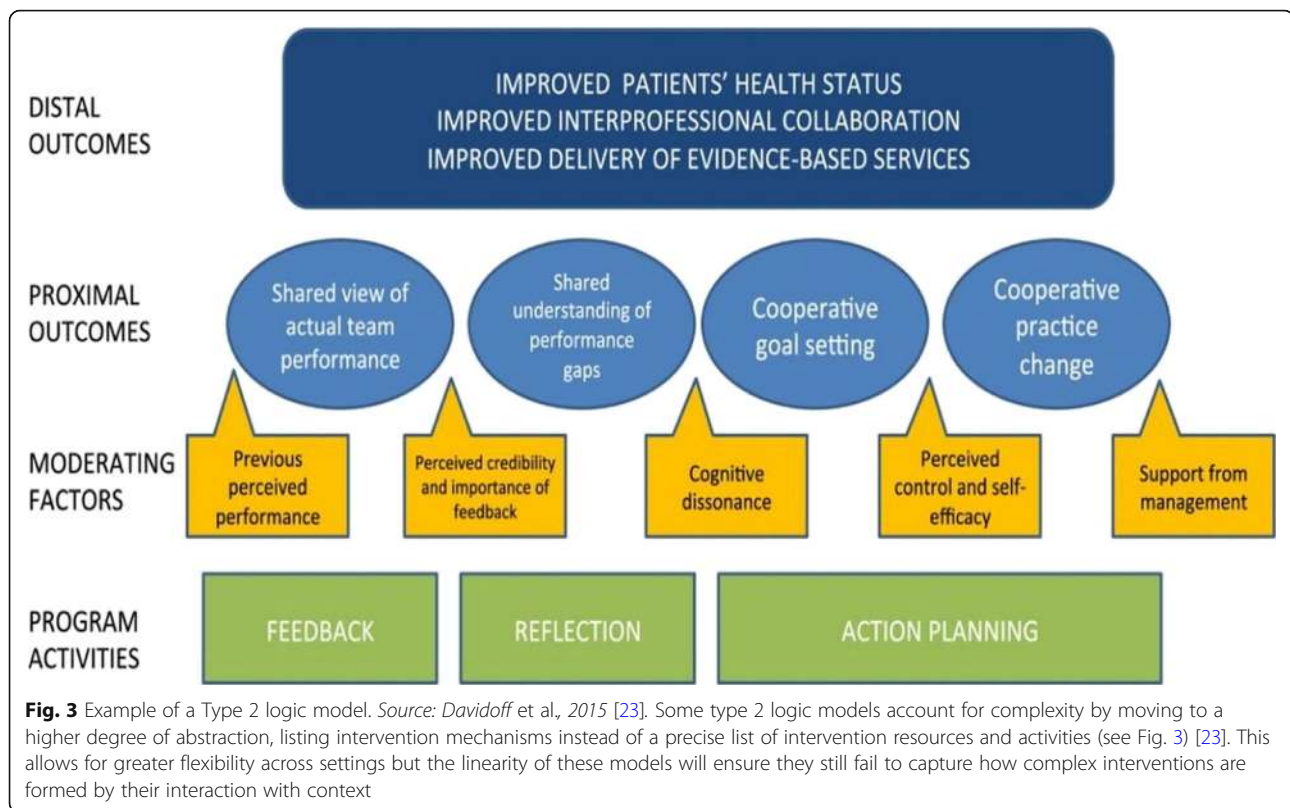 IMPROVED PATIENTS' HEALTH STATUS
IMPROVED INTERPROFESSIONAL COLLABORATION
IMPROVED DELIVERY OF EVIDENCE-BASED SERVICES
DISTAL
OUTCOMES
PROXIMAL
OUTCOMES
Shared view of
actual team
performance
Shared
understanding of
performance
gaps
Cooperative
goal setting
Cooperative
practice
change
MODERATING
FACTORS
Previous
perceived
performance
Perceived credibility
and importance of
feedback
Cognitive
dissonance
Perceived
control and self-
efficacy
Support from
management
PROGRAM
ACTIVITIES
FEEDBACK
REFLECTION
ACTION PLANNING
Fig. 3 Example of a Type 2 logic model. Source: Davidoff et al., 2015 [23]. Some type 2 logic models account for complexity by moving to a
higher degree of abstraction, listing intervention mechanisms instead of a precise list of intervention resources and activities (see Fig. 3) [23]. This
allows for greater flexibility across settings but the linearity of these models will ensure they still fail to capture how complex interventions are
formed by their interaction with context